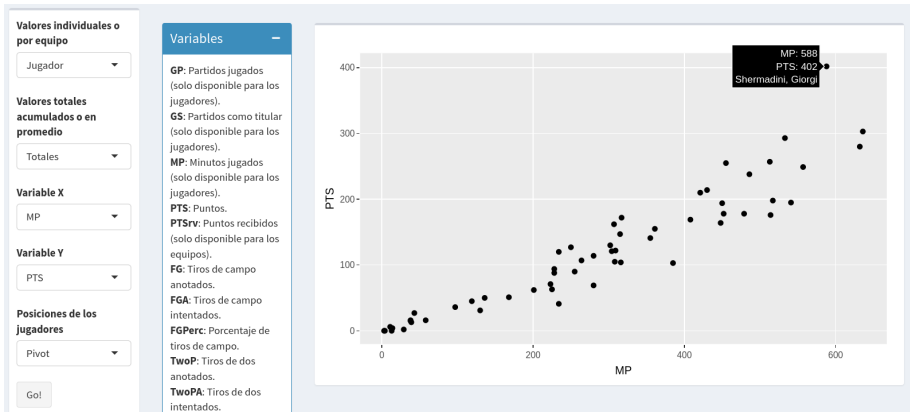 Valores individuales o
por equipo
Jugador
Valores totales
acumulados o en
promedio
Totales
Variable X
MP
Variable Y
PTS
Posiciones de los
jugadores
Pivot
Go!
Variables
GP: Partidos jugados
(solo disponible para los
jugadores).
GS: Partidos como titular
(solo disponible para los
jugadores).
MP: Minutos jugados
(solo disponible para los
jugadores).
PTS: Puntos.
PTSrv: Puntos recibidos
(solo disponible para los
equipos).
FG: Tiros de campo
anotados.
FGA: Tiros de campo
intentados.
FGPerc: Porcentaje de
tiros de campo.
TwoP: Tiros de dos
anotados.
TwoPA: Tiros de dos
intentados.
MP: 588
PTS: 402
Shermadini, Giorgi
400
300
200
100
0
PTS
0
200
400
600
MP